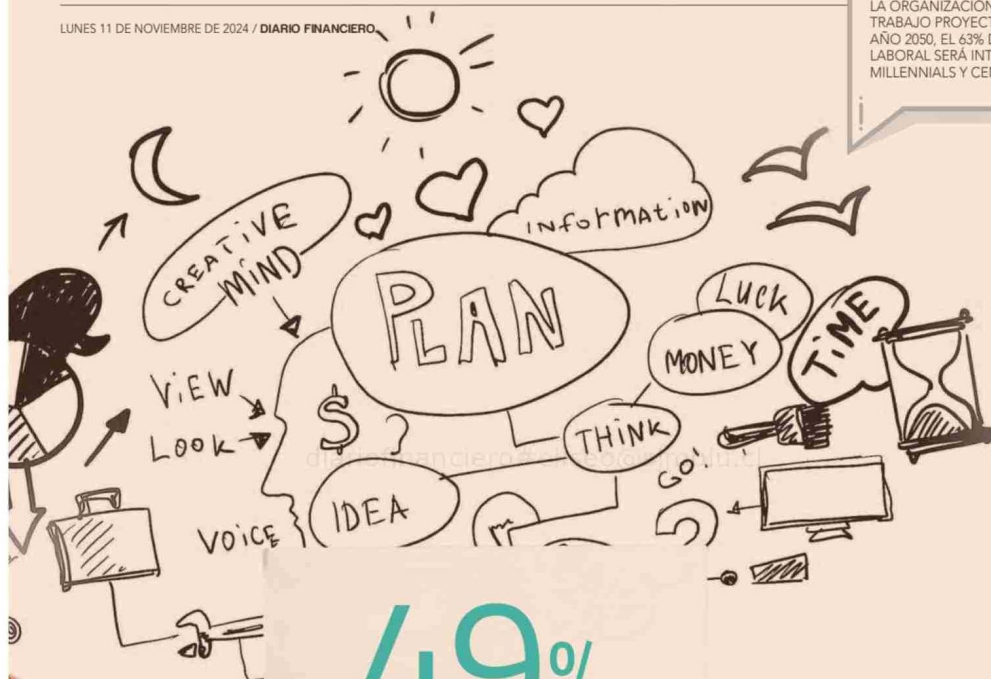 LUNES 11 DE NOVIEMBRE DE 2024 / DIARIO FINANCIERO
LA ORGANIZACIÓN
TRABAJO PROYECT
AÑO 2050, EL 63% D
LABORAL SERÁ INT
MILLENNIALS Y CEN
CREATIVE
MIND
INFORMATION
PLAN
LUCK
MONEY
TIME
VIEW
LOOK
$
THINK
GO!
IDEA
VOICE
49%